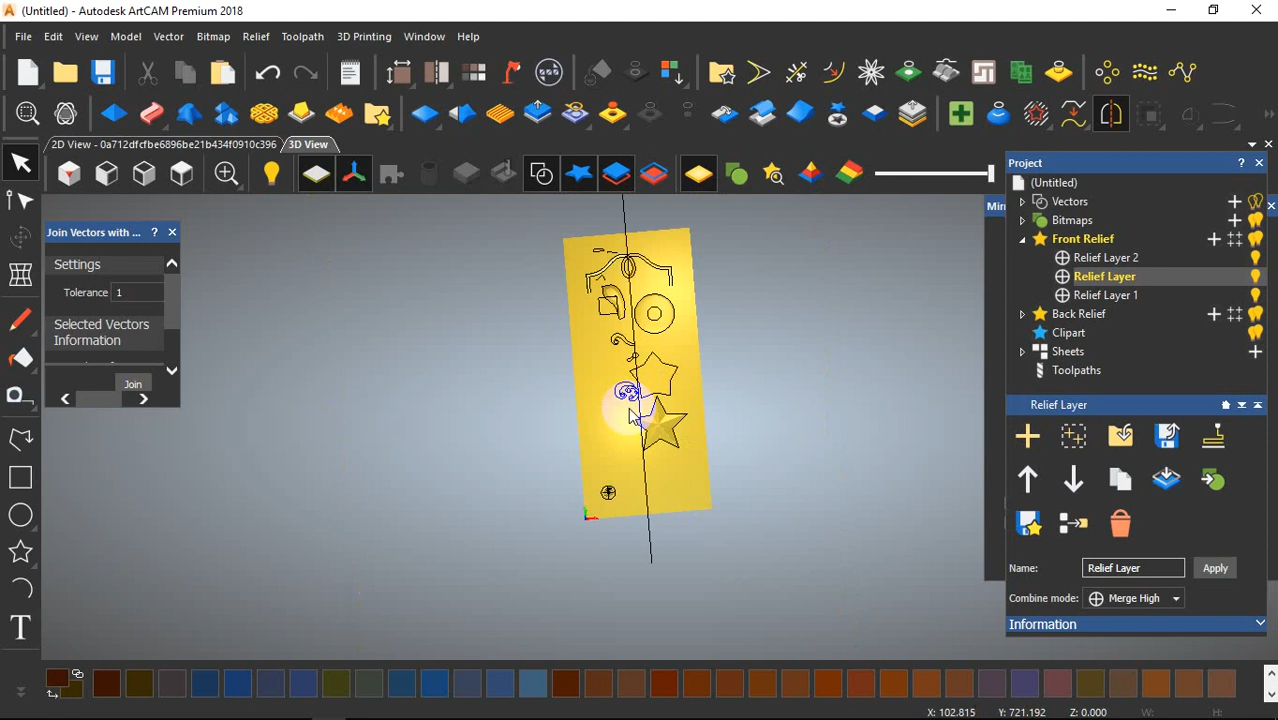 (Untitled) - Autodesk ArtCAM Premium 2018
File Edit View Model Vector Bitmap Relief Toolpath 3D Printing Window Help
2D View - 0a712dfcfbe6896be21b434f0910c396 3D View
Project ?
(Untitled)
Vectors
Bitmaps
Front Relief
Relief Layer 2
Relief Layer
Relief Layer 1
Back Relief
Clipart
Sheets
Toolpaths
Relief Layer
Name: Relief Layer Apply
Combine mode: Merge High
Information
Join Vectors with ... ?
Settings
Tolerance 1
Selected Vectors
Information
Join
X: 102.815 Y: 721.192 Z: 0.000 W: H: